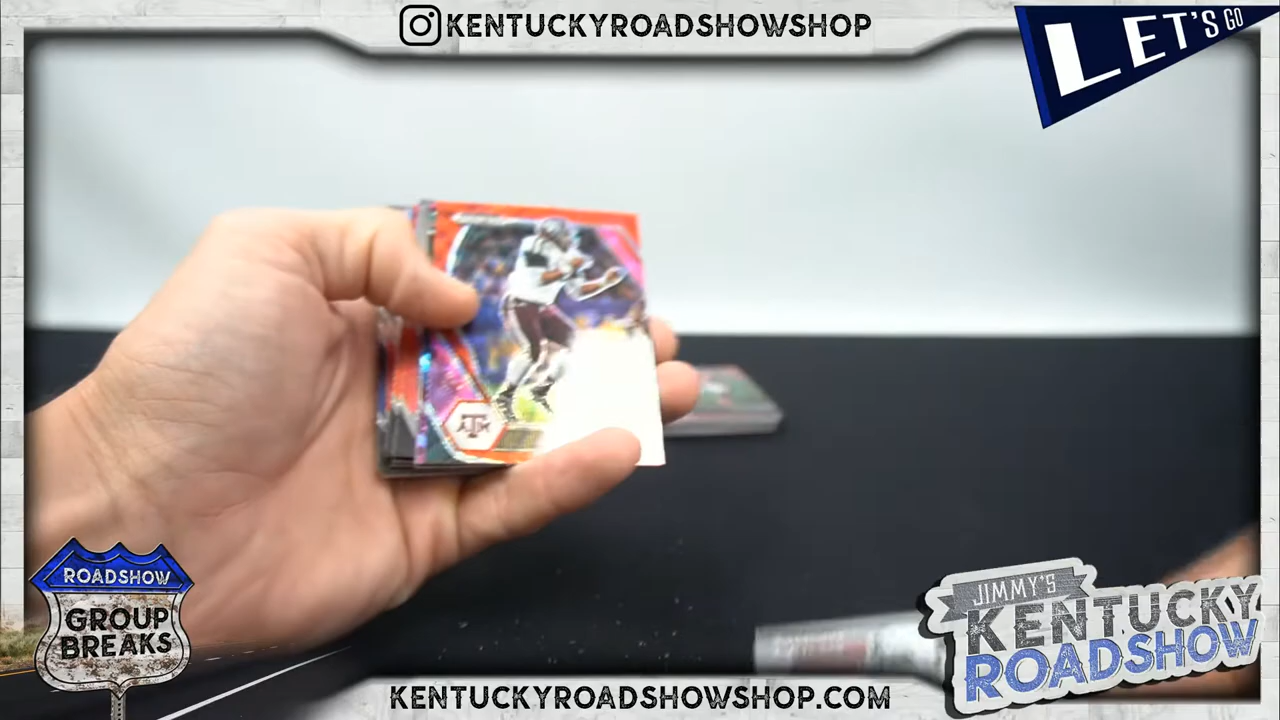 KENTUCKYROADSHOWSHOP
LET'S GO
ATM
ROADSHOW
GROUP
BREAKS
JIMMY'S
KENTUCKY
ROADSHOW
KENTUCKYROADSHOWSHOP.COM